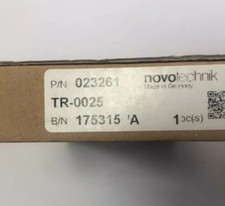 P/N 023261 novotechnik
Made in Germany
TR-0025
B/N 175315 /A 1pc(s)